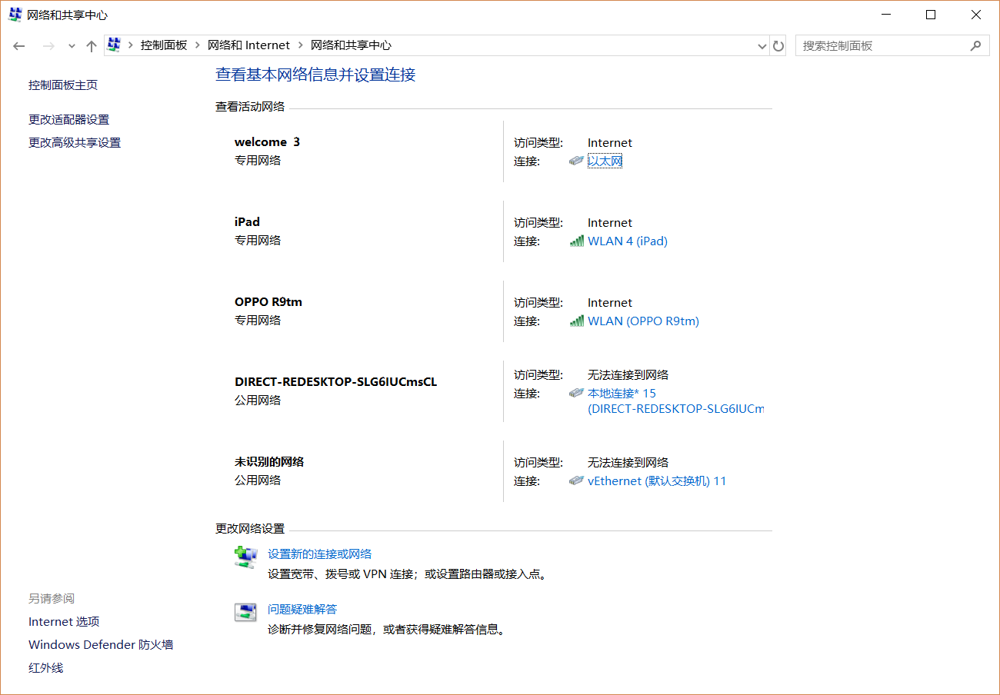 网络和共享中心
控制面板 网络和 Internet 网络和共享中心
搜索控制面板
控制面板主页
更改适配器设置
更改高级共享设置
查看基本网络信息并设置连接
查看活动网络
welcome  3
专用网络
访问类型: Internet
连接: 以太网
iPad
专用网络
访问类型: Internet
连接: WLAN 4 (iPad)
OPPO R9tm
专用网络
访问类型: Internet
连接: WLAN (OPPO R9tm)
DIRECT-REDESKTOP-SLG6IUCmsCL
公用网络
访问类型: 无法连接到网络
连接: 本地连接* 15
(DIRECT-REDESKTOP-SLG6IUCm
未识别的网络
公用网络
访问类型: 无法连接到网络
连接: vEthernet (默认交换机) 11
更改网络设置
设置新的连接或网络
设置宽带、拨号或 VPN 连接；或设置路由器或接入点。
问题疑难解答
诊断并修复网络问题，或者获得疑难解答信息。
另请参阅
Internet 选项
Windows Defender 防火墙
红外线